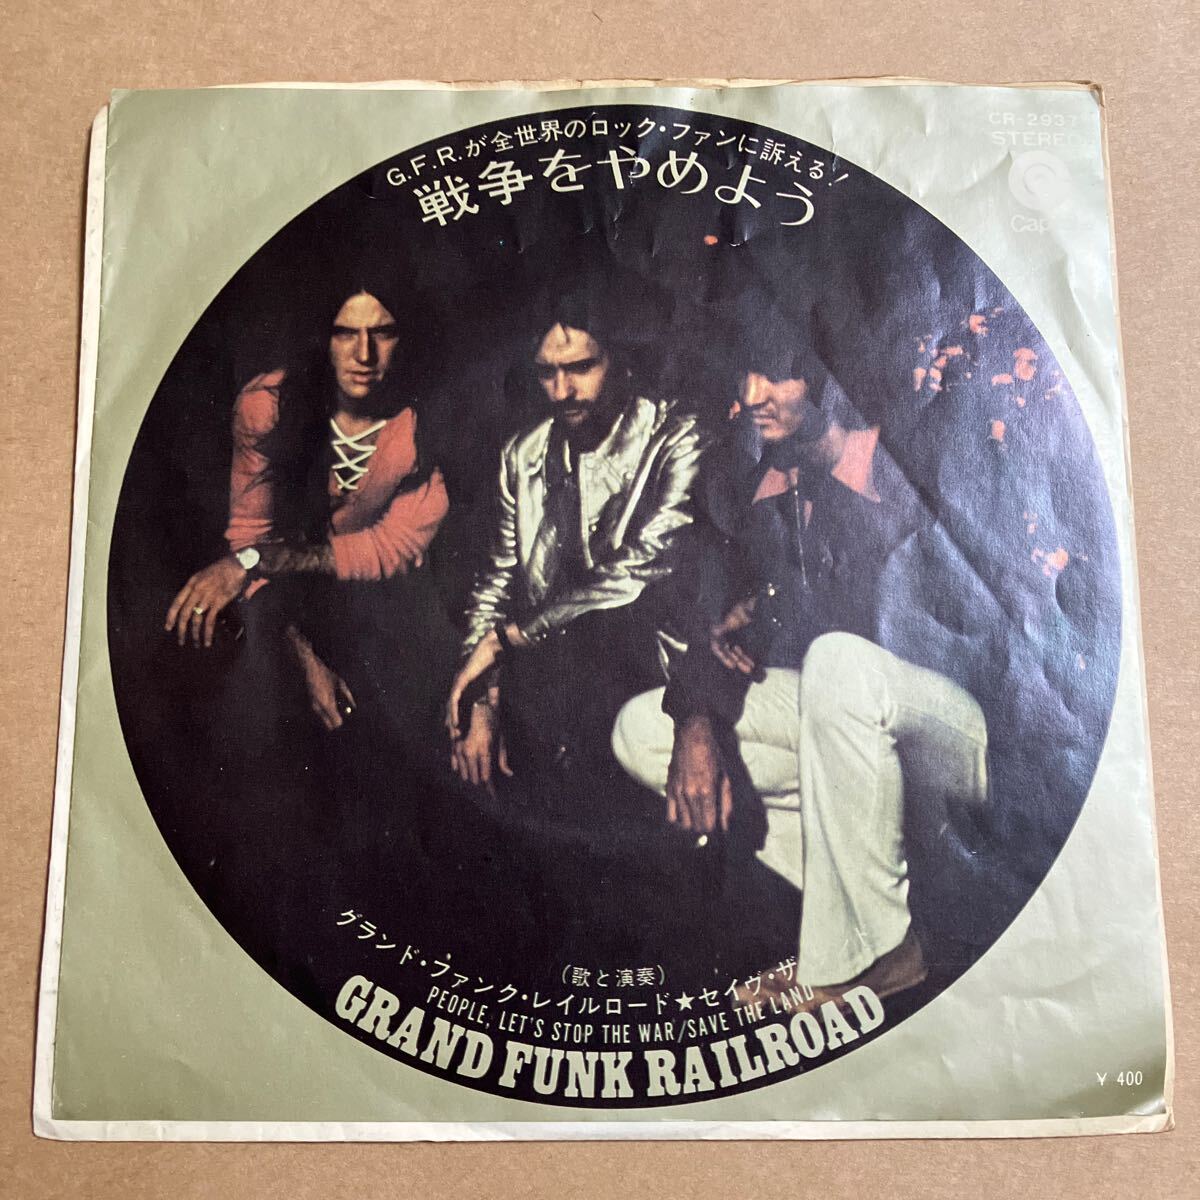 G.F.R.が全世界のロック・ファンに訴える!
戦争をやめよう
CR-2937
STEREO
Cap
(歌と演奏)
グランド・ファンク・レイルロード★セイヴ・ザ
PEOPLE, LET'S STOP THE WAR/SAVE THE LAND
GRAND FUNK RAILROAD
¥ 400